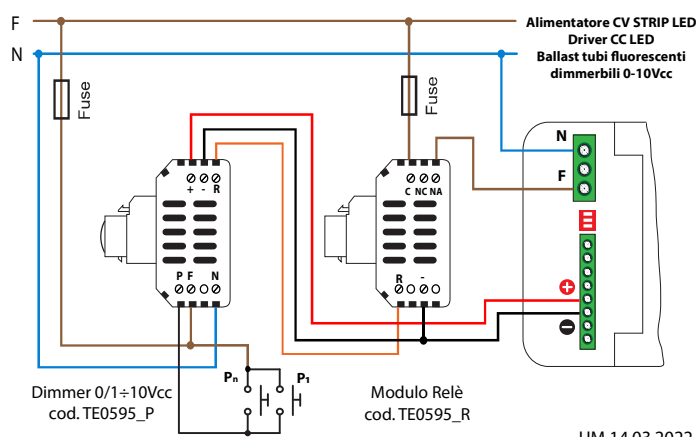 F
N
Alimentatore CV STRIP LED
Driver CC LED
Ballast tubi fluorescenti
dimmerbili 0-10Vcc
Fuse
Fuse
+ - R
C NC NA
N
F
P F N
R -
+
-
Pn P1
Dimmer 0/1÷10Vcc
cod. TE0595_P
Modulo Relè
cod. TE0595_R